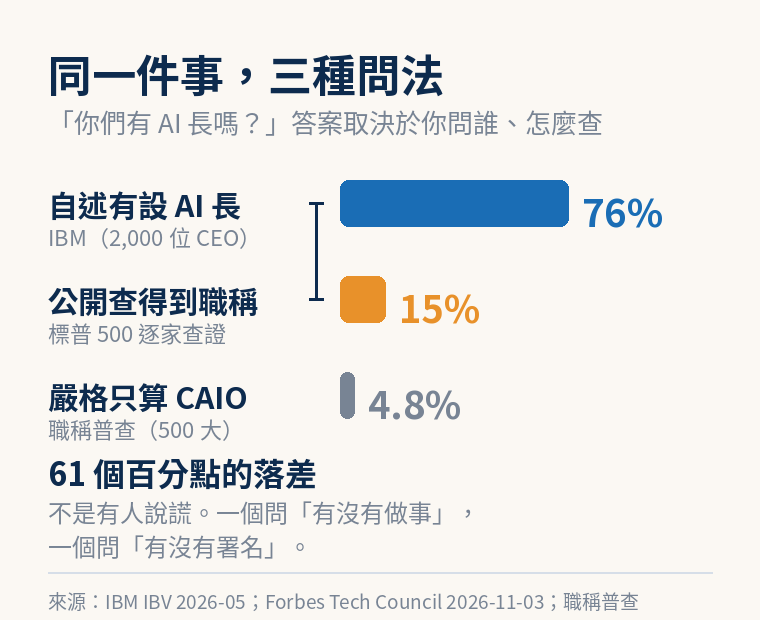 同一件事，三種問法
「你們有 AI 長嗎？」答案取決於你問誰、怎麼查
自述有設 AI 長
IBM（2,000 位 CEO）
76%
公開查得到職稱
標普 500 逐家查證
15%
嚴格只算 CAIO
職稱普查（500 大）
4.8%
61 個百分點的落差
不是有人說謊。一個問「有沒有做事」，
一個問「有沒有署名」。
來源：IBM IBV 2026-05；Forbes Tech Council 2026-11-03；職稱普查